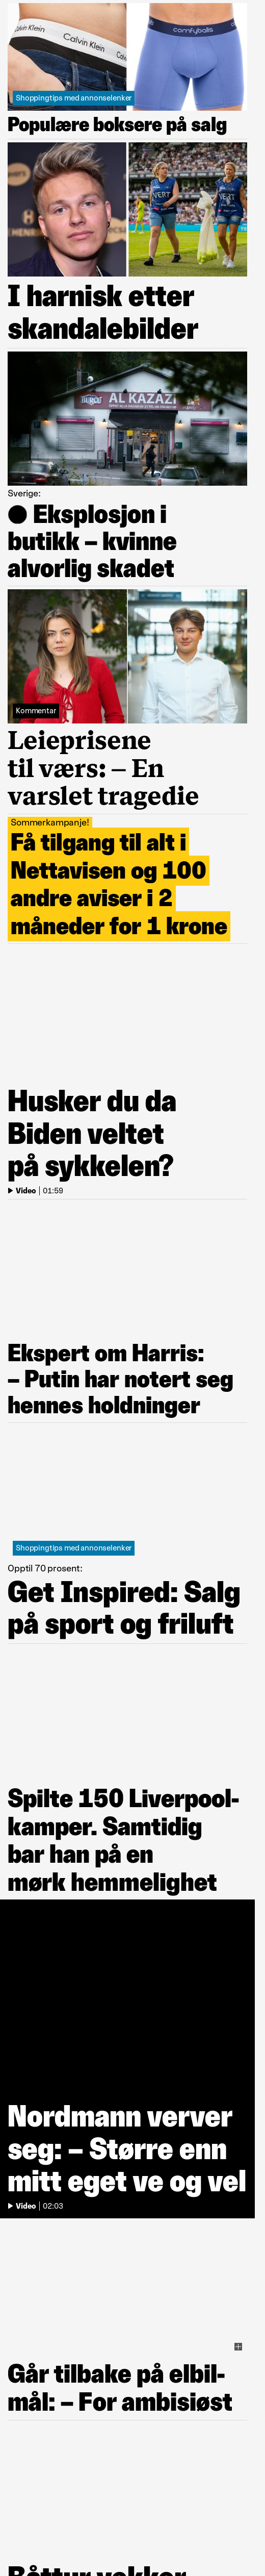 Calvin Klein
Calvin Klein
comfyballs
Shoppingtips med annonselenker
Populære boksere på salg
VEST
VEST
I harnisk etter
skandalebilder
AL KAZAZI
Sverige:
Eksplosjon i
butikk – kvinne
alvorlig skadet
Kommentar
Leieprisene
til værs: – En
varslet tragedie
Sommerkampanje!
Få tilgang til alt i
Nettavisen og 100
andre aviser i 2
måneder for 1 krone
Husker du da
Biden veltet
på sykkelen?
Video | 01:59
Ekspert om Harris:
– Putin har notert seg
hennes holdninger
Shoppingtips med annonselenker
Opptil 70 prosent:
Get Inspired: Salg
på sport og friluft
Spilte 150 Liverpool-
kamper. Samtidig
bar han på en
mørk hemmelighet
Nordmann verver
seg: – Større enn
mitt eget ve og vel
Video | 02:03
Går tilbake på elbil-
mål: – For ambisiøst
Båttur vekker